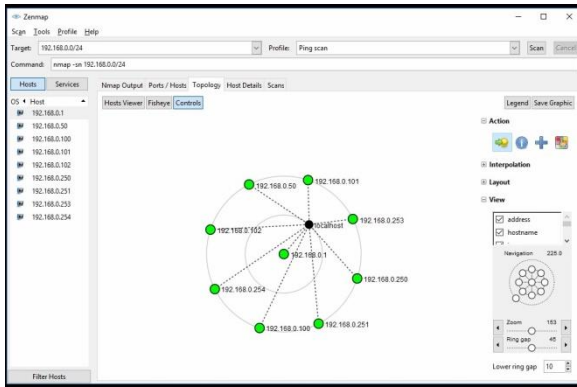 Zenmap
Scan Tools Profile Help
Target: 192.168.0.0/24 Profile: Ping scan Scan Cancel
Command: nmap -sn 192.168.0.0/24
Hosts Services
Nmap Output Ports / Hosts Topology Host Details Scans
OS Host
192.168.0.1
192.168.0.50
192.168.0.100
192.168.0.101
192.168.0.102
192.168.0.250
192.168.0.251
192.168.0.253
192.168.0.254
Filter Hosts
Hosts Viewer Fisheye Controls Legend Save Graphic
192.168.0.50
192.168.0.101
192.168.0.253
localhost
192.168.0.102
192.168.0.1
192.168.0.250
192.168.0.254
192.168.0.251
192.168.0.100
Action
Interpolation
Layout
View
address
hostname
Navigation 225.0
Zoom 153
Ring gap 45
Lower ring gap 10